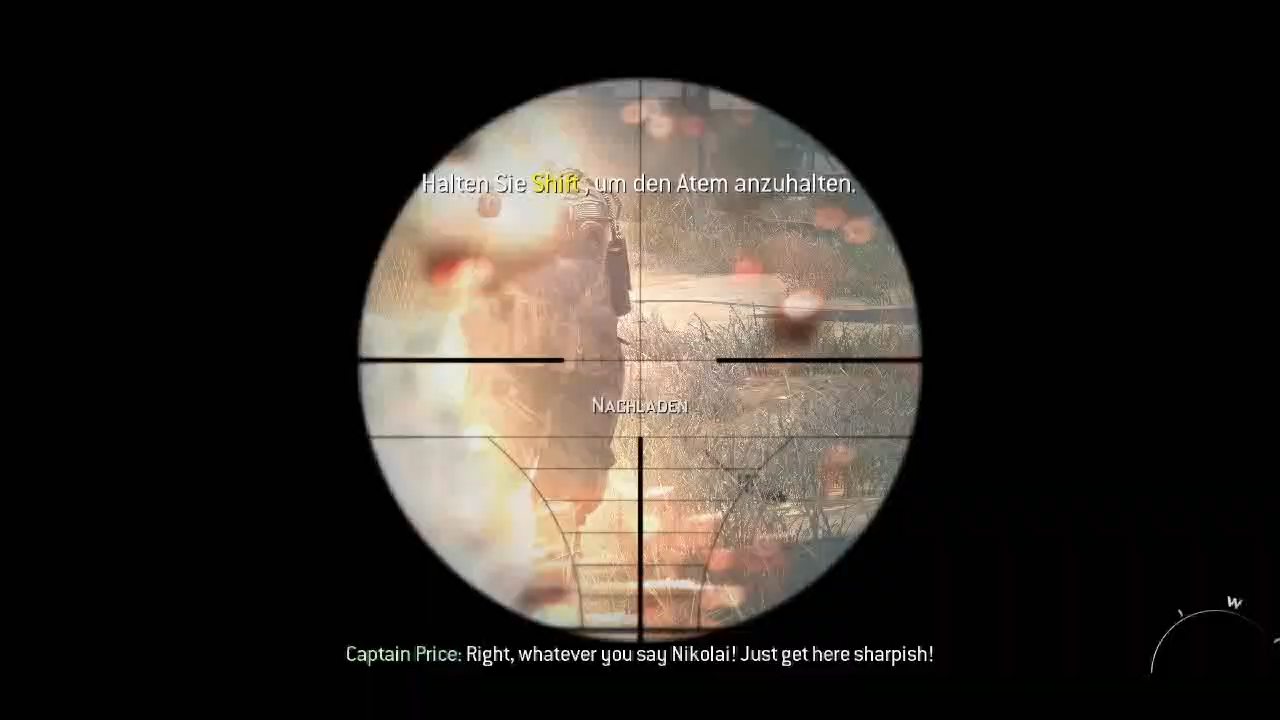 Halten Sie Shift, um den Atem anzuhalten.
NACHLADEN
Captain Price: Right, whatever you say Nikolai! Just get here sharpish!
W